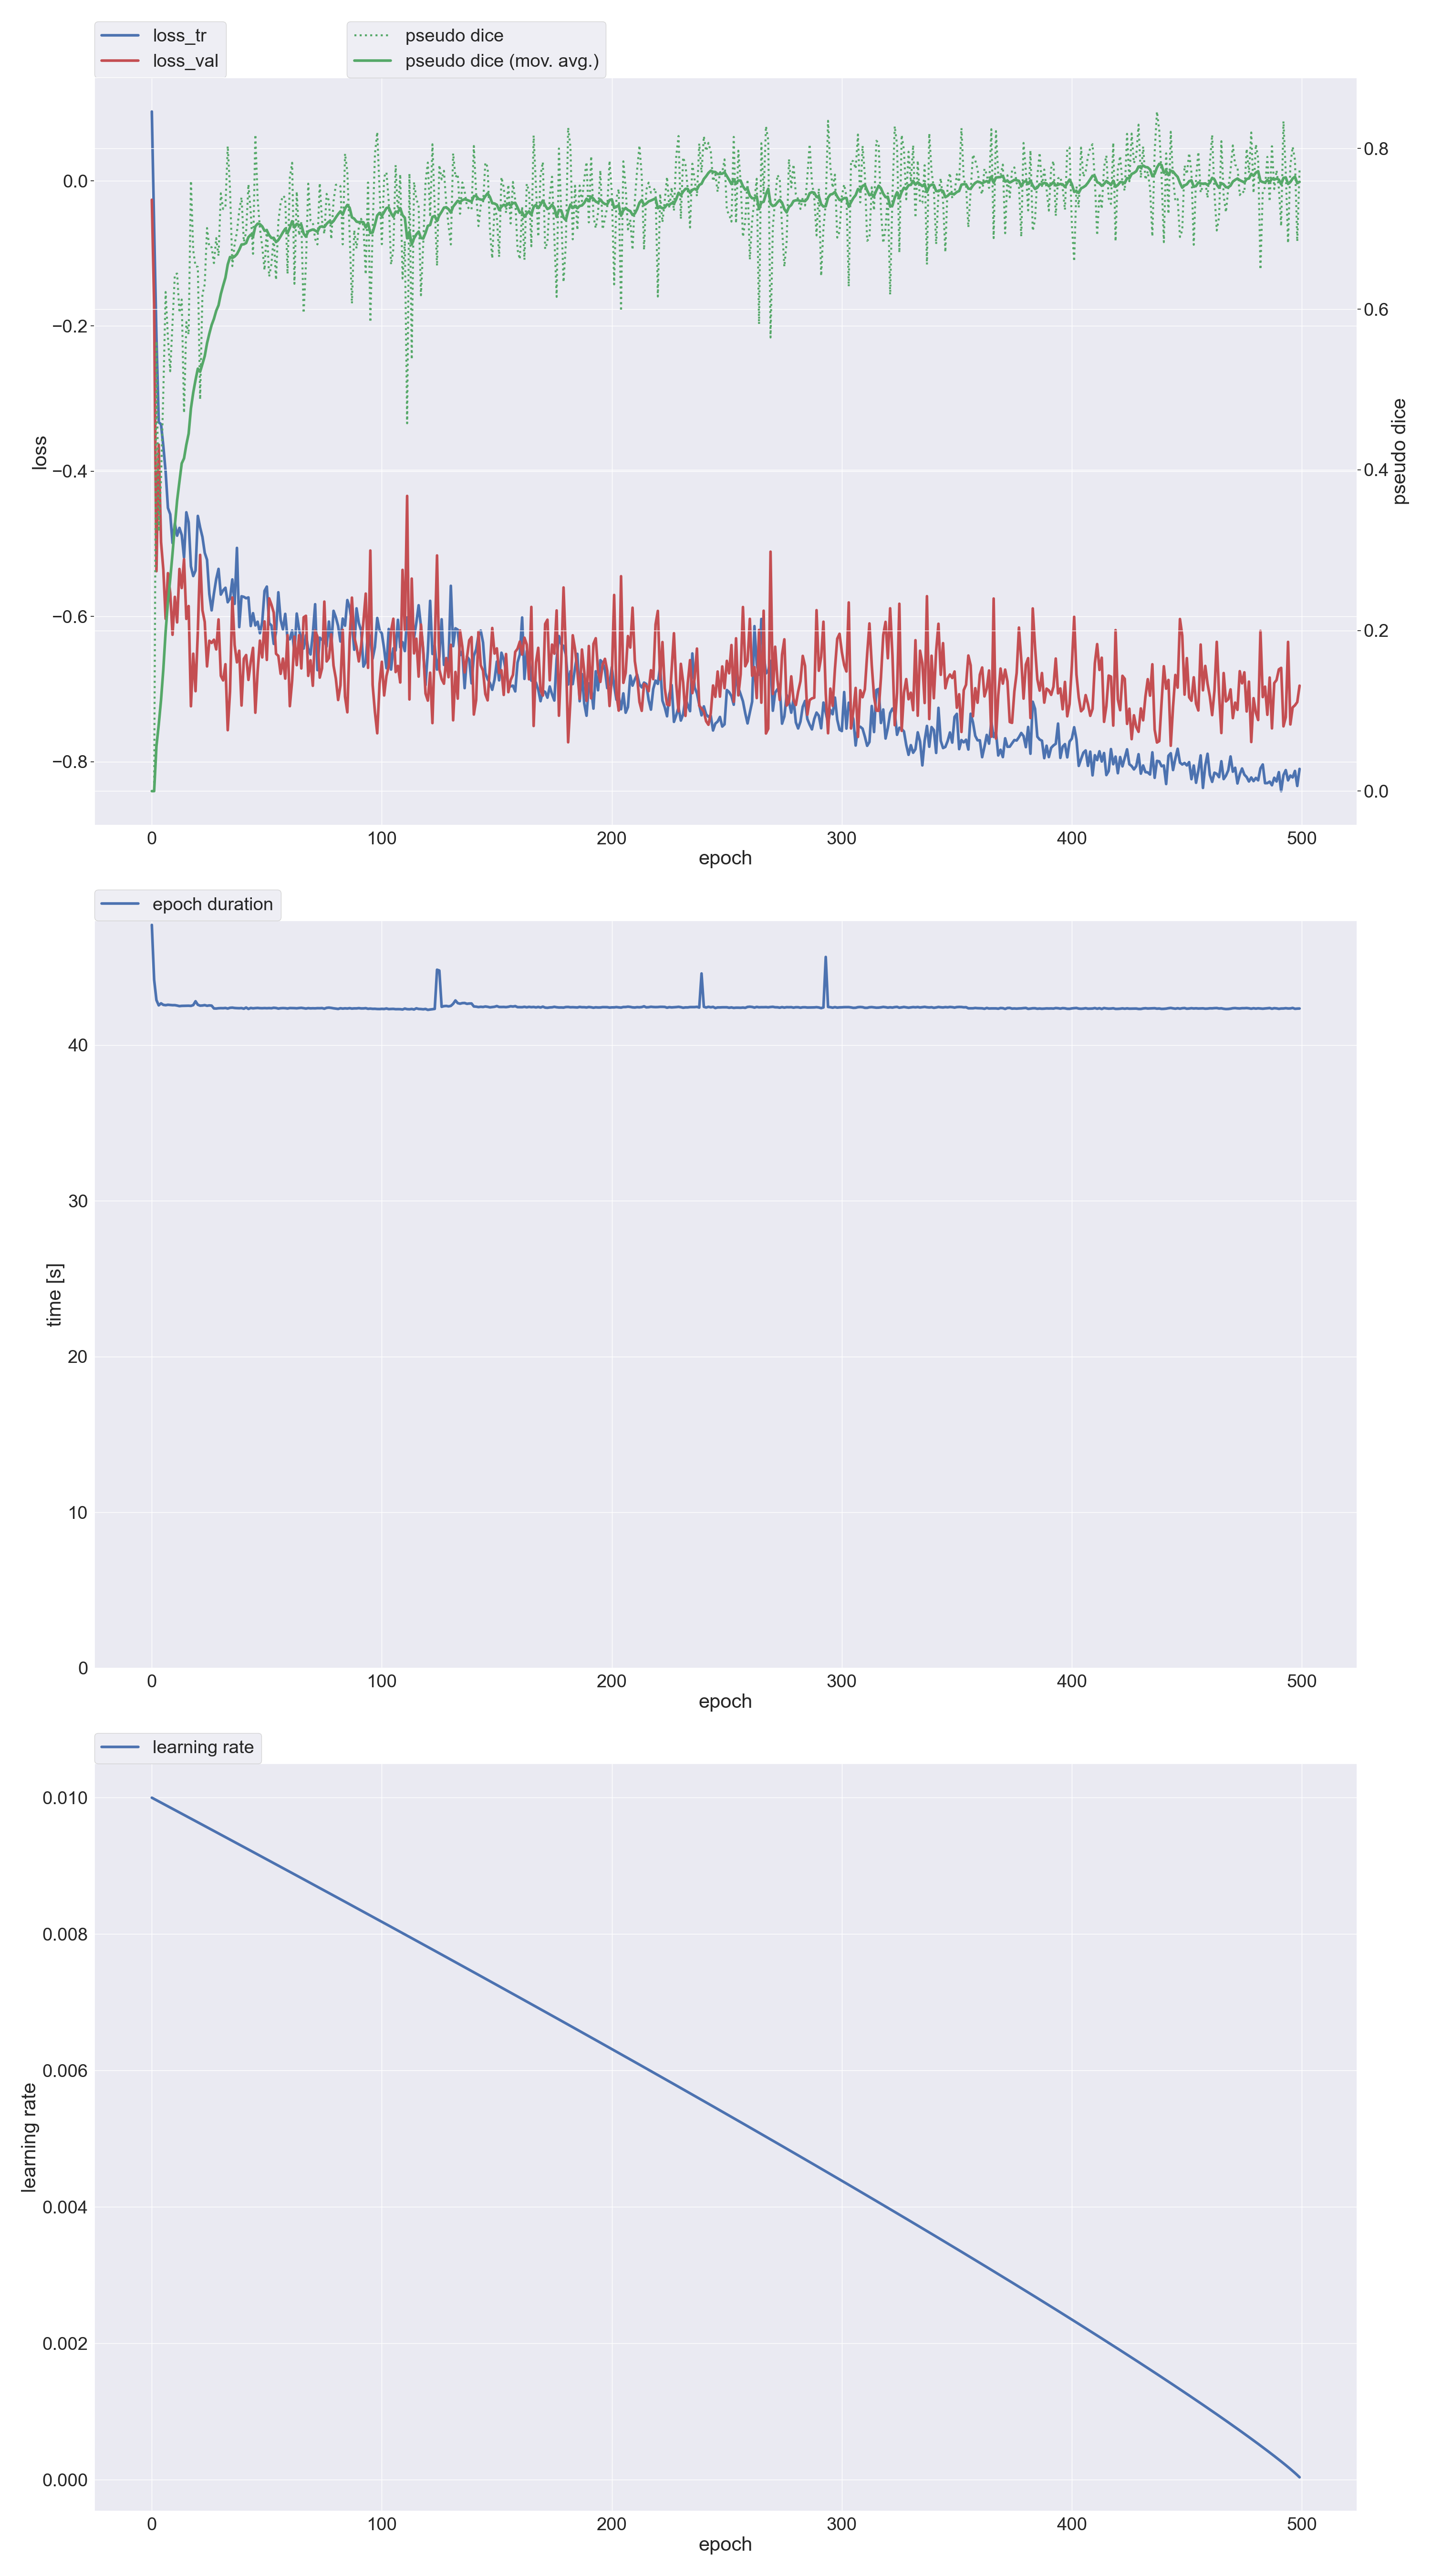 loss_tr
loss_val
pseudo dice
pseudo dice (mov. avg.)
0.0
−0.2
−0.4
−0.6
−0.8
loss
0.8
0.6
0.4
0.2
0.0
pseudo dice
0 100 200 300 400 500
epoch
epoch duration
40
30
20
10
0
time [s]
0 100 200 300 400 500
epoch
learning rate
0.010
0.008
0.006
0.004
0.002
0.000
learning rate
0 100 200 300 400 500
epoch